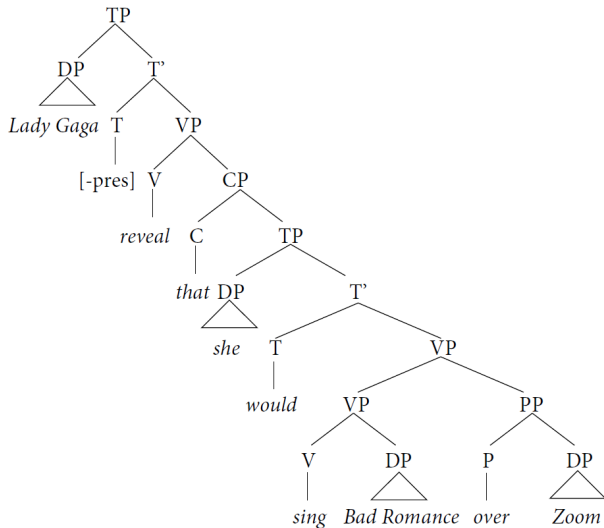 TP
DP T'
Lady Gaga T VP
[-pres] V CP
reveal C TP
that DP T'
she T VP
would VP PP
V DP P DP
sing Bad Romance over Zoom